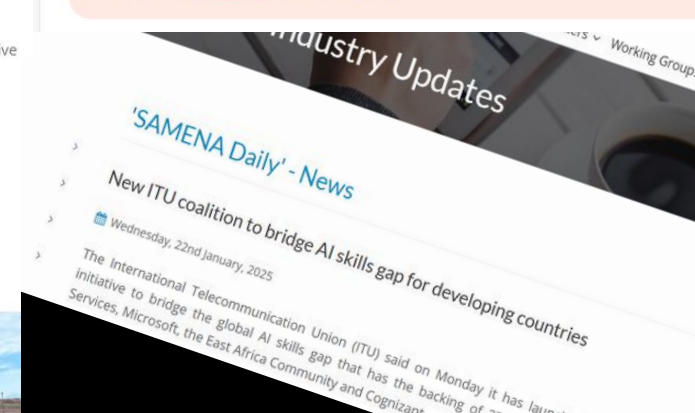 Working Group
Industry Updates
'SAMENA Daily' - News
New ITU coalition to bridge AI skills gap for developing countries
Wednesday, 22nd January, 2025
The International Telecommunication Union (ITU) said on Monday it has
initiative to bridge the global AI skills gap that has the backing of
Services, Microsoft, the East Africa Community and Cognizant